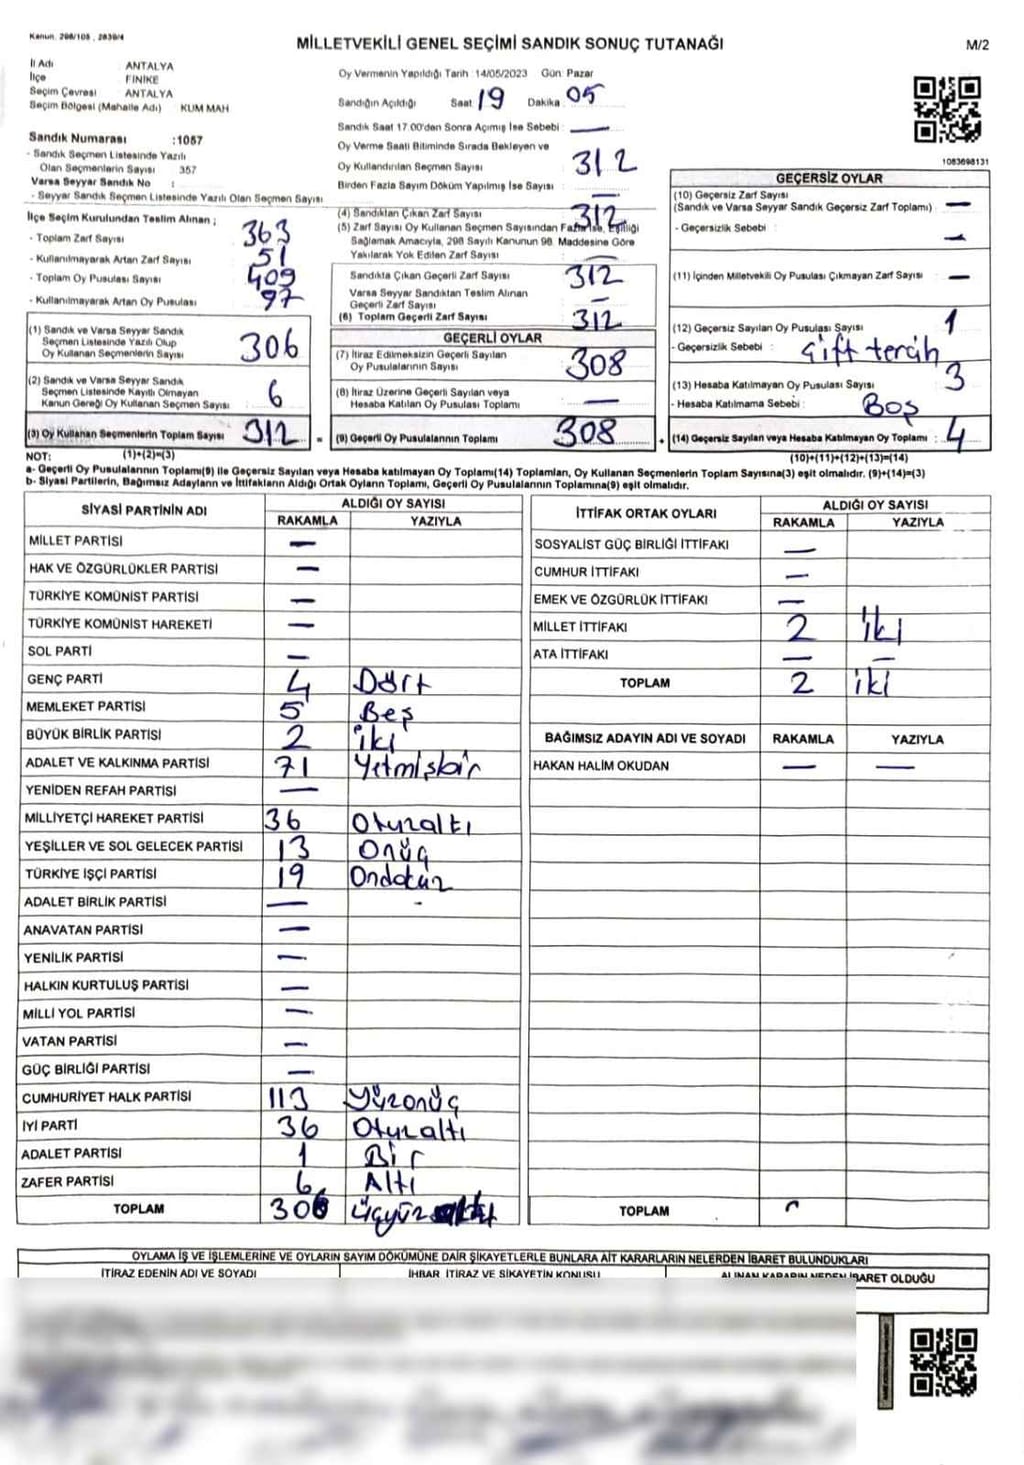 Kanun. 298/105 , 2839/4
MİLLETVEKİLİ GENEL SEÇİMİ SANDIK SONUÇ TUTANAĞI
M/2
İl Adı : ANTALYA
İlçe : FİNİKE
Seçim Çevresi : ANTALYA
Seçim Bölgesi (Mahalle Adı) : KUM MAH
Sandık Numarası :1057
- Sandık Seçmen Listesinde Yazılı
Olan Seçmenlerin Sayısı 357
Varsa Seyyar Sandık No :
- Seyyar Sandık Seçmen Listesinde Yazılı Olan Seçmen Sayısı :
İlçe Seçim Kurulundan Teslim Alınan ;
- Toplam Zarf Sayısı 363
- Kullanılmayarak Artan Zarf Sayısı 51
- Toplam Oy Pusulası Sayısı 409
- Kullanılmayarak Artan Oy Pusulası 97
(1) Sandık ve Varsa Seyyar Sandık
Seçmen Listesinde Yazılı Olup
Oy Kullanan Seçmenlerin Sayısı 306
(2) Sandık ve Varsa Seyyar Sandık
Seçmen Listesinde Kayıtlı Olmayan
Kanun Gereği Oy Kullanan Seçmen Sayısı 6
(3) Oy Kullanan Seçmenlerin Toplam Sayısı 312
Oy Vermenin Yapıldığı Tarih :14/05/2023 Gün: Pazar
Sandığın Açıldığı Saat 19 Dakika 05
Sandık Saat 17.00'den Sonra Açımış İse Sebebi : —
Oy Verme Saati Bitiminde Sırada Bekleyen ve
Oy Kullandırılan Seçmen Sayısı 312
Birden Fazla Sayım Döküm Yapılmış İse Sayısı : —
(4) Sandıktan Çıkan Zarf Sayısı 312
(5) Zarf Sayısı Oy Kullanan Seçmen Sayısından Fazla ise, Eşitliği
Sağlamak Amacıyla, 298 Sayılı Kanunun 98. Maddesine Göre
Yakılarak Yok Edilen Zarf Sayısı
Sandıkta Çıkan Geçerli Zarf Sayısı : 312
Varsa Seyyar Sandıktan Teslim Alınan
Geçerli Zarf Sayısı —
(6) Toplam Geçerli Zarf Sayısı : 312
GEÇERLİ OYLAR
(7) İtiraz Edilmeksizin Geçerli Sayılan
Oy Pusulalarının Sayısı 308
(8) İtiraz Üzerine Geçerli Sayılan veya
Hesaba Katılan Oy Pusulası Toplamı —
= (9) Geçerli Oy Pusulalarının Toplamı 308 +
1083698131
GEÇERSİZ OYLAR
(10) Geçersiz Zarf Sayısı
(Sandık ve Varsa Seyyar Sandık Geçersiz Zarf Toplamı) : —
- Geçersizlik Sebebi : —
(11) İçinden Milletvekili Oy Pusulası Çıkmayan Zarf Sayısı : —
(12) Geçersiz Sayılan Oy Pusulası Sayısı : 1
- Geçersizlik Sebebi : Çift tercih
(13) Hesaba Katılmayan Oy Pusulası Sayısı : 3
- Hesaba Katılmama Sebebi : Boş
(14) Geçersiz Sayılan veya Hesaba Katılmayan Oy Toplamı : 4
NOT: (1)+(2)=(3) (10)+(11)+(12)+(13)=(14)
a- Geçerli Oy Pusulalarının Toplamı(9) ile Geçersiz Sayılan veya Hesaba katılmayan Oy Toplamı(14) Toplamları, Oy Kullanan Seçmenlerin Toplam Sayısına(3) eşit olmalıdır. (9)+(14)=(3)
b- Siyasi Partilerin, Bağımsız Adayların ve İttifakların Aldığı Ortak Oyların Toplamı, Geçerli Oy Pusulalarının Toplamına(9) eşit olmalıdır.
SİYASİ PARTİNİN ADI ALDIĞI OY SAYISI
RAKAMLA YAZIYLA
MİLLET PARTİSİ —
HAK VE ÖZGÜRLÜKLER PARTİSİ —
TÜRKİYE KOMÜNİST PARTİSİ —
TÜRKİYE KOMÜNİST HAREKETİ —
SOL PARTİ —
GENÇ PARTİ 4 Dört
MEMLEKET PARTİSİ 5 Beş
BÜYÜK BİRLİK PARTİSİ 2 iki
ADALET VE KALKINMA PARTİSİ 71 Yetmişbir
YENİDEN REFAH PARTİSİ —
MİLLİYETÇİ HAREKET PARTİSİ 36 Otuzaltı
YEŞİLLER VE SOL GELECEK PARTİSİ 13 Onüç
TÜRKİYE İŞÇİ PARTİSİ 19 Ondokuz
ADALET BİRLİK PARTİSİ — -
ANAVATAN PARTİSİ —
YENİLİK PARTİSİ —
HALKIN KURTULUŞ PARTİSİ —
MİLLİ YOL PARTİSİ —
VATAN PARTİSİ —
GÜÇ BİRLİĞİ PARTİSİ —
CUMHURİYET HALK PARTİSİ 113 Yüzonüç
İYİ PARTİ 36 Otuzaltı
ADALET PARTİSİ 1 Bir
ZAFER PARTİSİ 6 Altı
TOPLAM 306 üçyüz
İTTİFAK ORTAK OYLARI ALDIĞI OY SAYISI
RAKAMLA YAZIYLA
SOSYALİST GÜÇ BİRLİĞİ İTTİFAKI —
CUMHUR İTTİFAKI —
EMEK VE ÖZGÜRLÜK İTTİFAKI —
MİLLET İTTİFAKI 2 iki
ATA İTTİFAKI — —
TOPLAM 2 iki
BAĞIMSIZ ADAYIN ADI VE SOYADI RAKAMLA YAZIYLA
HAKAN HALİM OKUDAN — —
TOPLAM
OYLAMA İŞ VE İŞLEMLERİNE VE OYLARIN SAYIM DÖKÜMÜNE DAİR ŞİKAYETLERLE BUNLARA AİT KARARLARIN NELERDEN İBARET BULUNDUKLARI
İTİRAZ EDENİN ADI VE SOYADI İHBAR İTİRAZ VE ŞİKAYETİN KONUSU ALINAN KARARIN NEDEN İBARET OLDUĞU